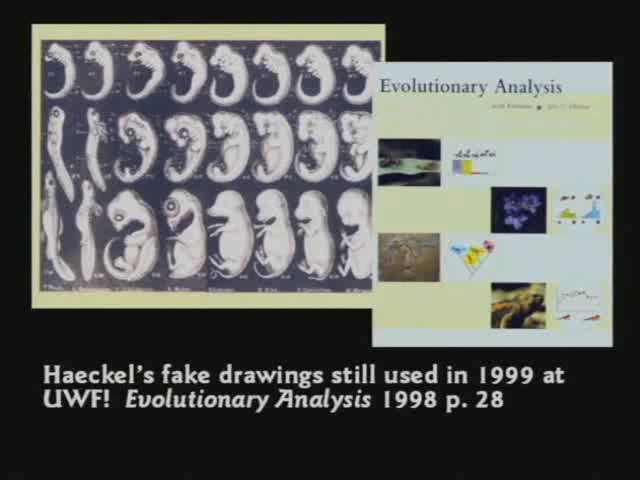 Evolutionary Analysis
Haeckel's fake drawings still used in 1999 at
UWF! Evolutionary Analysis 1998 p. 28